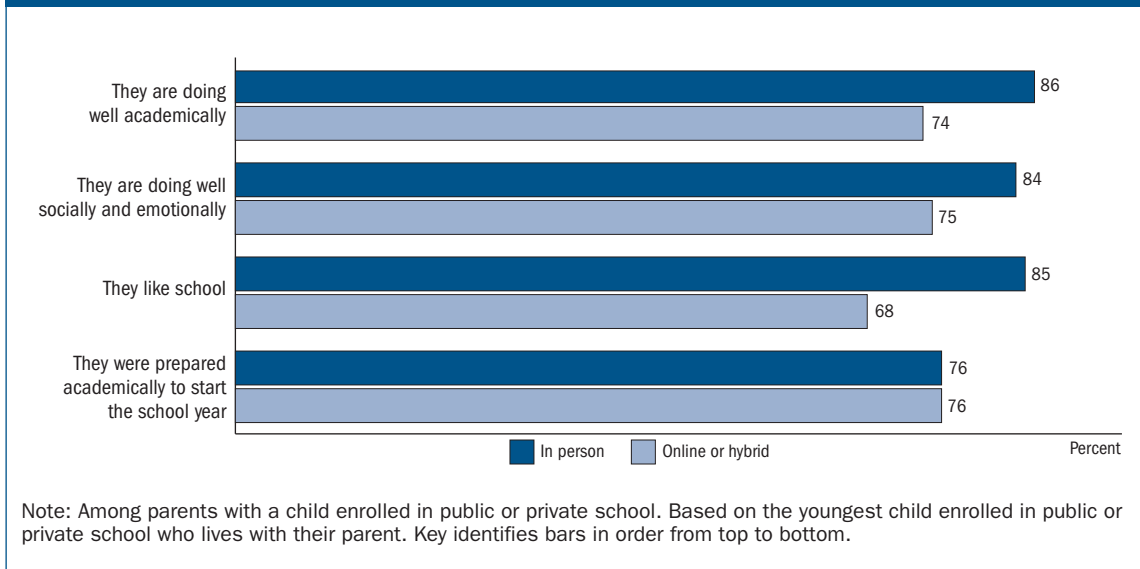 They are doing
well academically
86
74
They are doing well
socially and emotionally
84
75
They like school
85
68
They were prepared
academically to start
the school year
76
76
In person
Online or hybrid
Percent
Note: Among parents with a child enrolled in public or private school. Based on the youngest child enrolled in public or
private school who lives with their parent. Key identifies bars in order from top to bottom.